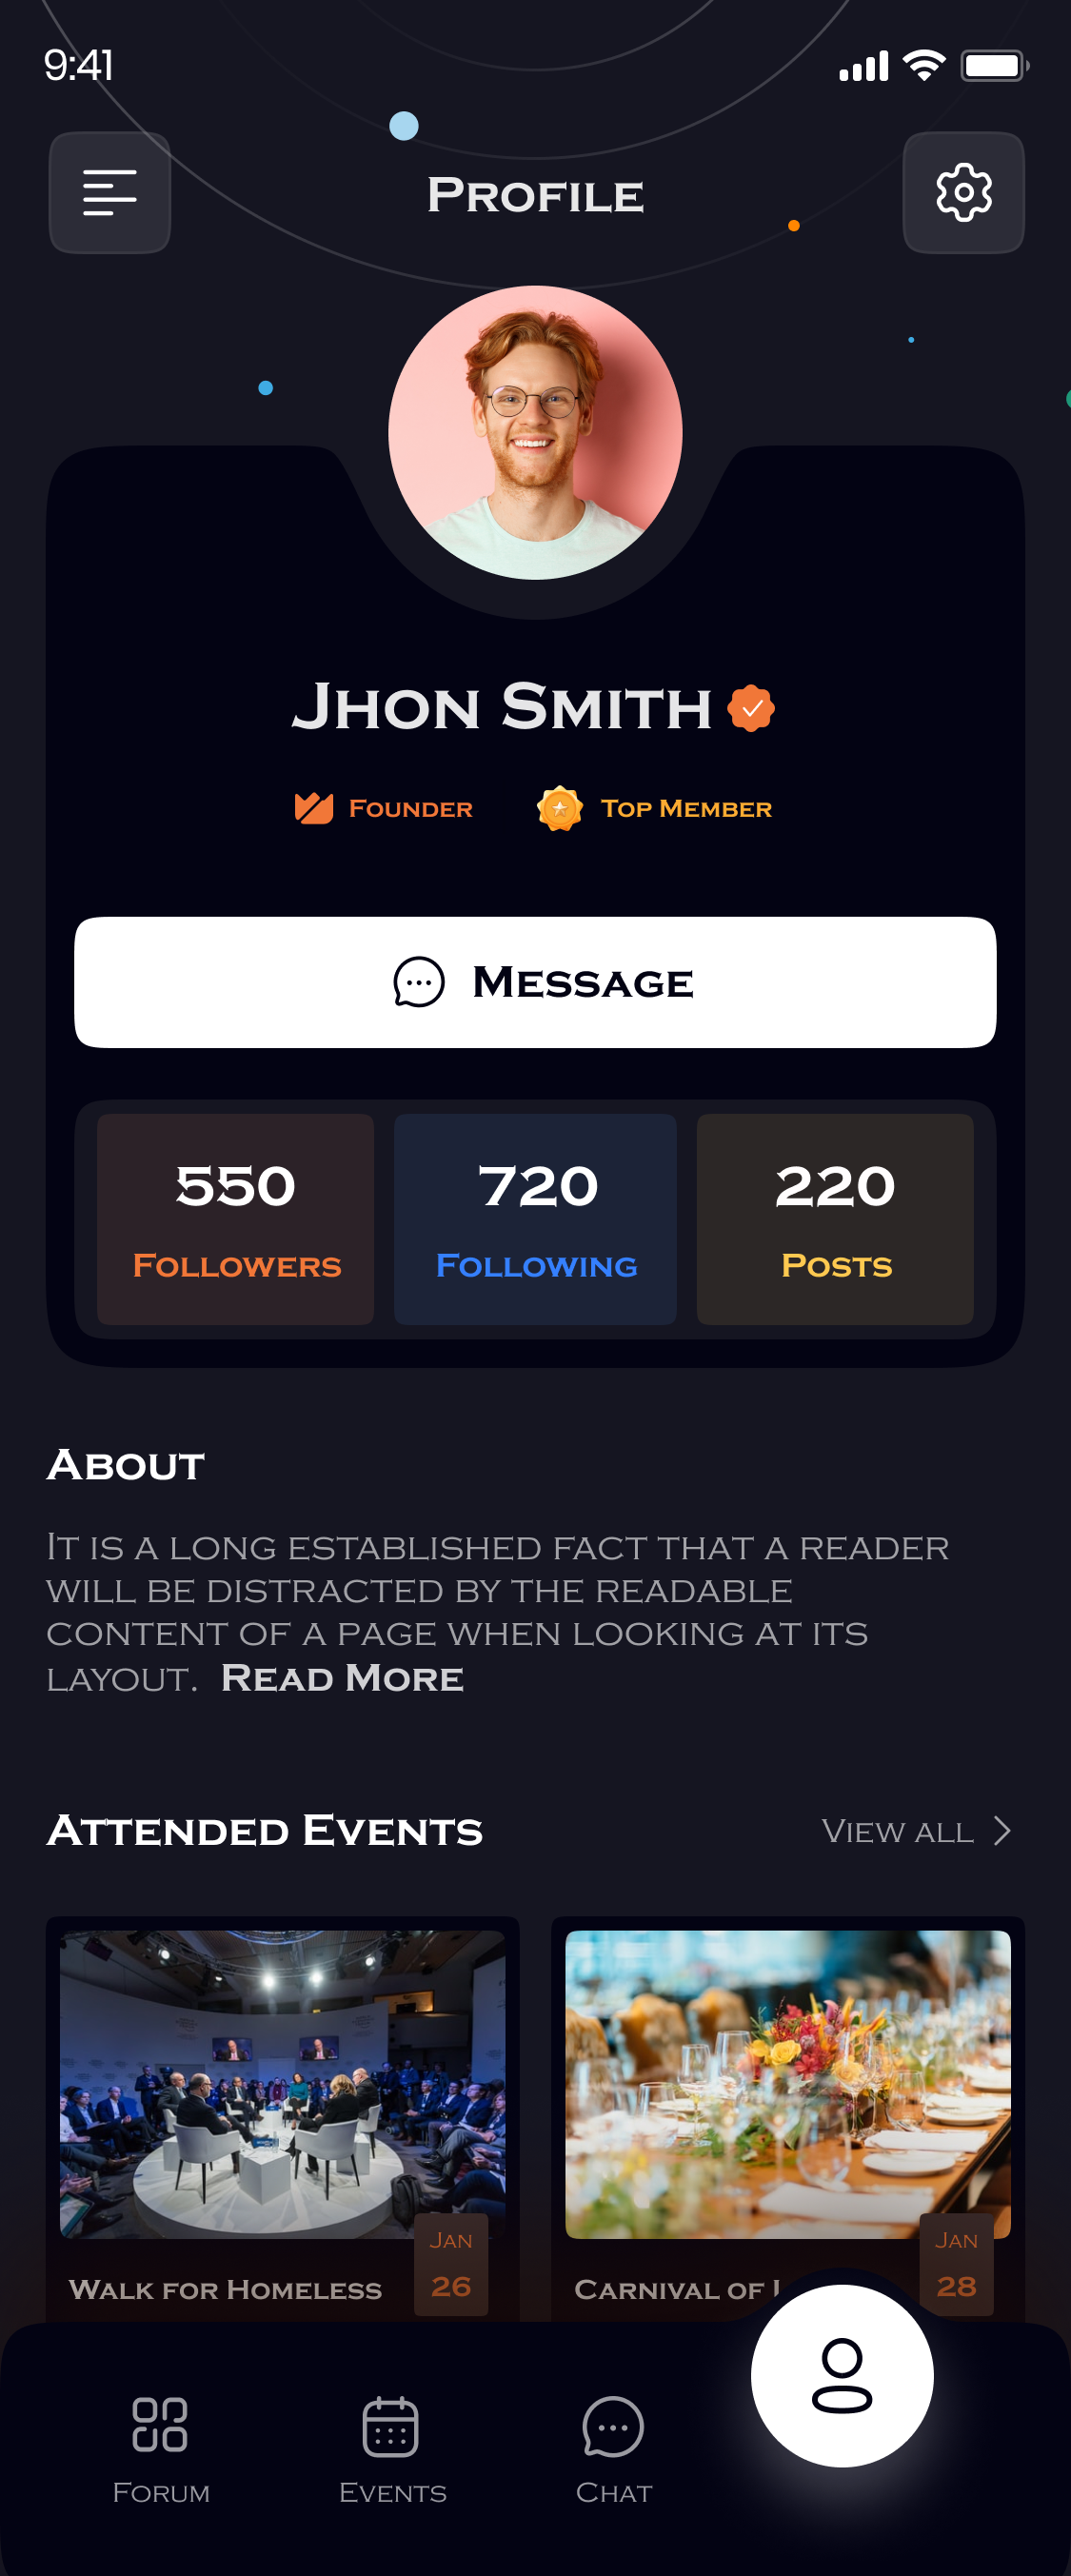 9:41
Profile
Jhon Smith
Founder
Top Member
Message
550
720
220
Followers
Following
Posts
About
It is a long established fact that a reader
will be distracted by the readable
content of a page when looking at its
layout. Read More
Attended Events
View all
Jan
26
Walk for Homeless
Jan
28
Carnival of
Forum
Events
Chat